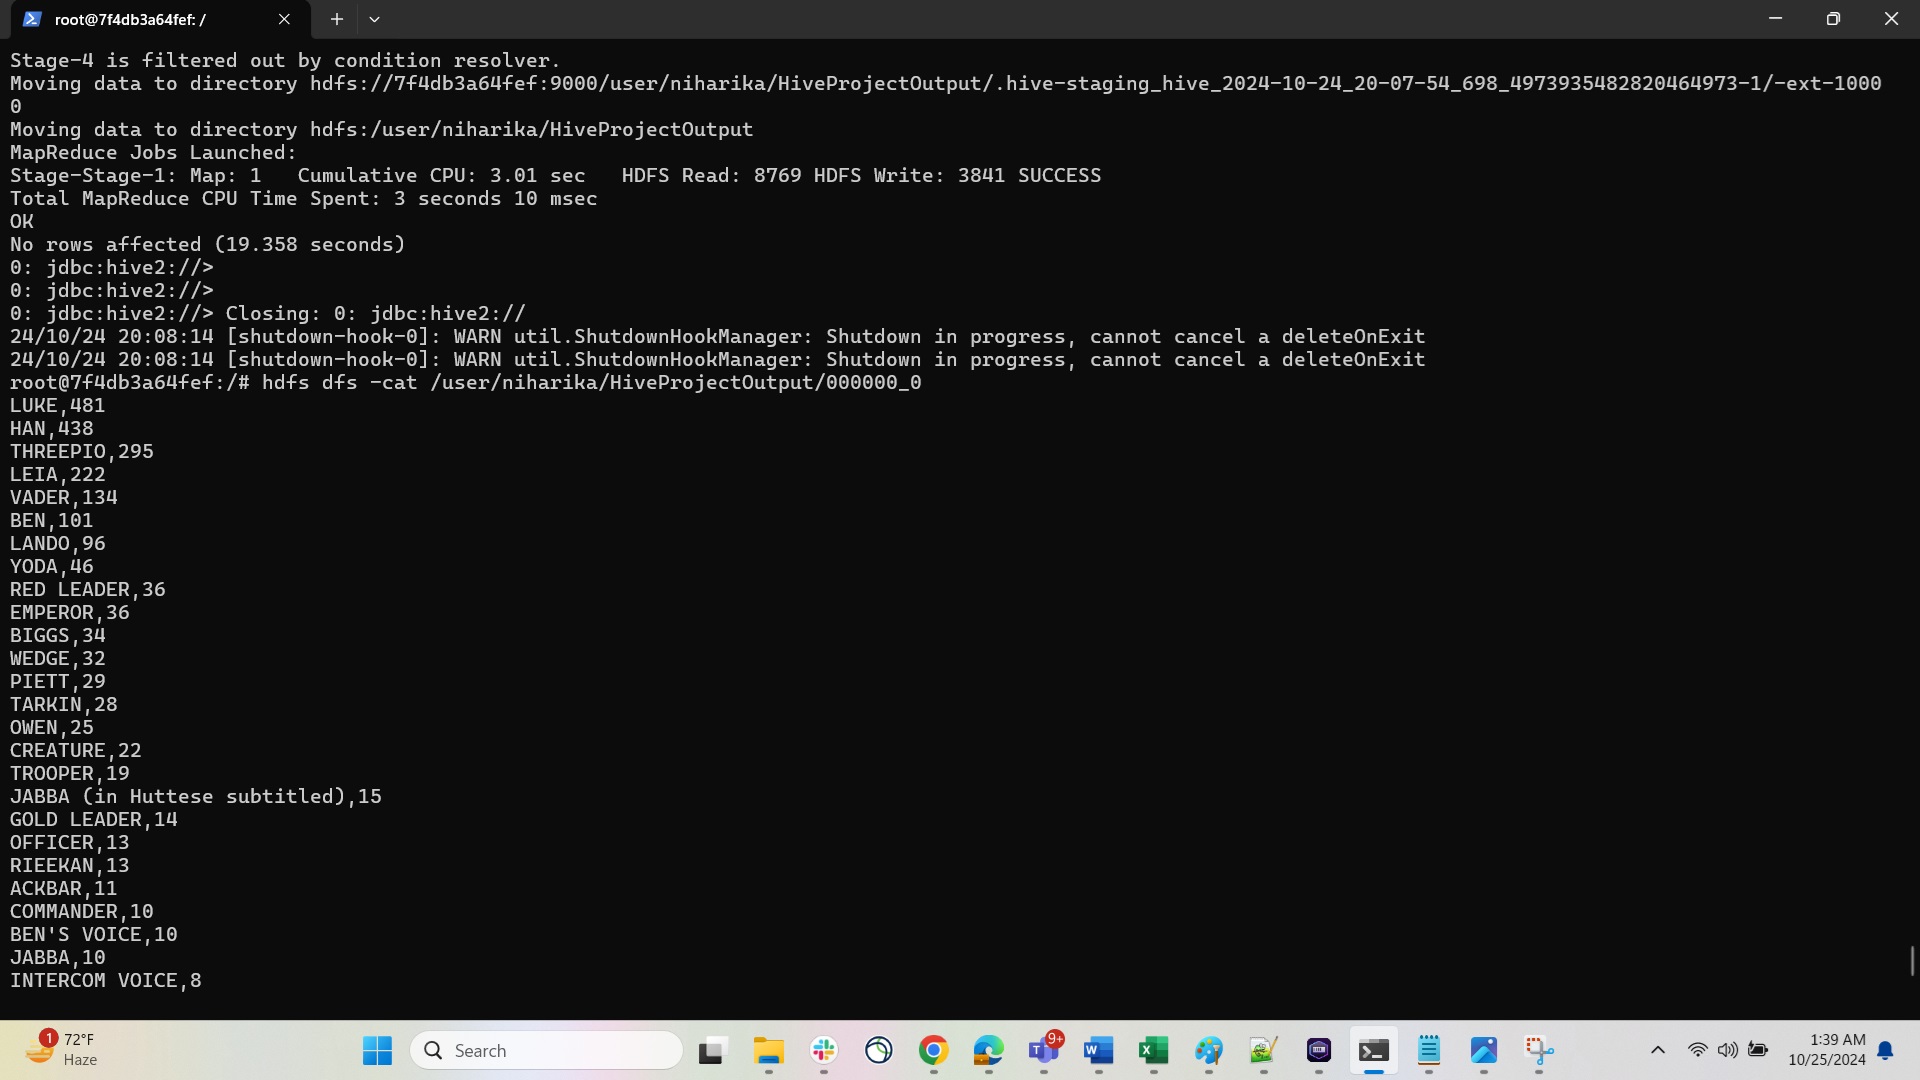 root@7f4db3a64fef: /
Stage-4 is filtered out by condition resolver.
Moving data to directory hdfs://7f4db3a64fef:9000/user/niharika/HiveProjectOutput/.hive-staging_hive_2024-10-24_20-07-54_698_4973935482820464973-1/-ext-1000
0
Moving data to directory hdfs:/user/niharika/HiveProjectOutput
MapReduce Jobs Launched:
Stage-Stage-1: Map: 1   Cumulative CPU: 3.01 sec   HDFS Read: 8769 HDFS Write: 3841 SUCCESS
Total MapReduce CPU Time Spent: 3 seconds 10 msec
OK
No rows affected (19.358 seconds)
0: jdbc:hive2://>
0: jdbc:hive2://>
0: jdbc:hive2://> Closing: 0: jdbc:hive2://
24/10/24 20:08:14 [shutdown-hook-0]: WARN util.ShutdownHookManager: Shutdown in progress, cannot cancel a deleteOnExit
24/10/24 20:08:14 [shutdown-hook-0]: WARN util.ShutdownHookManager: Shutdown in progress, cannot cancel a deleteOnExit
root@7f4db3a64fef:/# hdfs dfs -cat /user/niharika/HiveProjectOutput/000000_0
LUKE,481
HAN,438
THREEPIO,295
LEIA,222
VADER,134
BEN,101
LANDO,96
YODA,46
RED LEADER,36
EMPEROR,36
BIGGS,34
WEDGE,32
PIETT,29
TARKIN,28
OWEN,25
CREATURE,22
TROOPER,19
JABBA (in Huttese subtitled),15
GOLD LEADER,14
OFFICER,13
RIEEKAN,13
ACKBAR,11
COMMANDER,10
BEN'S VOICE,10
JABBA,10
INTERCOM VOICE,8
1
72°F
Haze
Search
9+
1:39 AM
10/25/2024